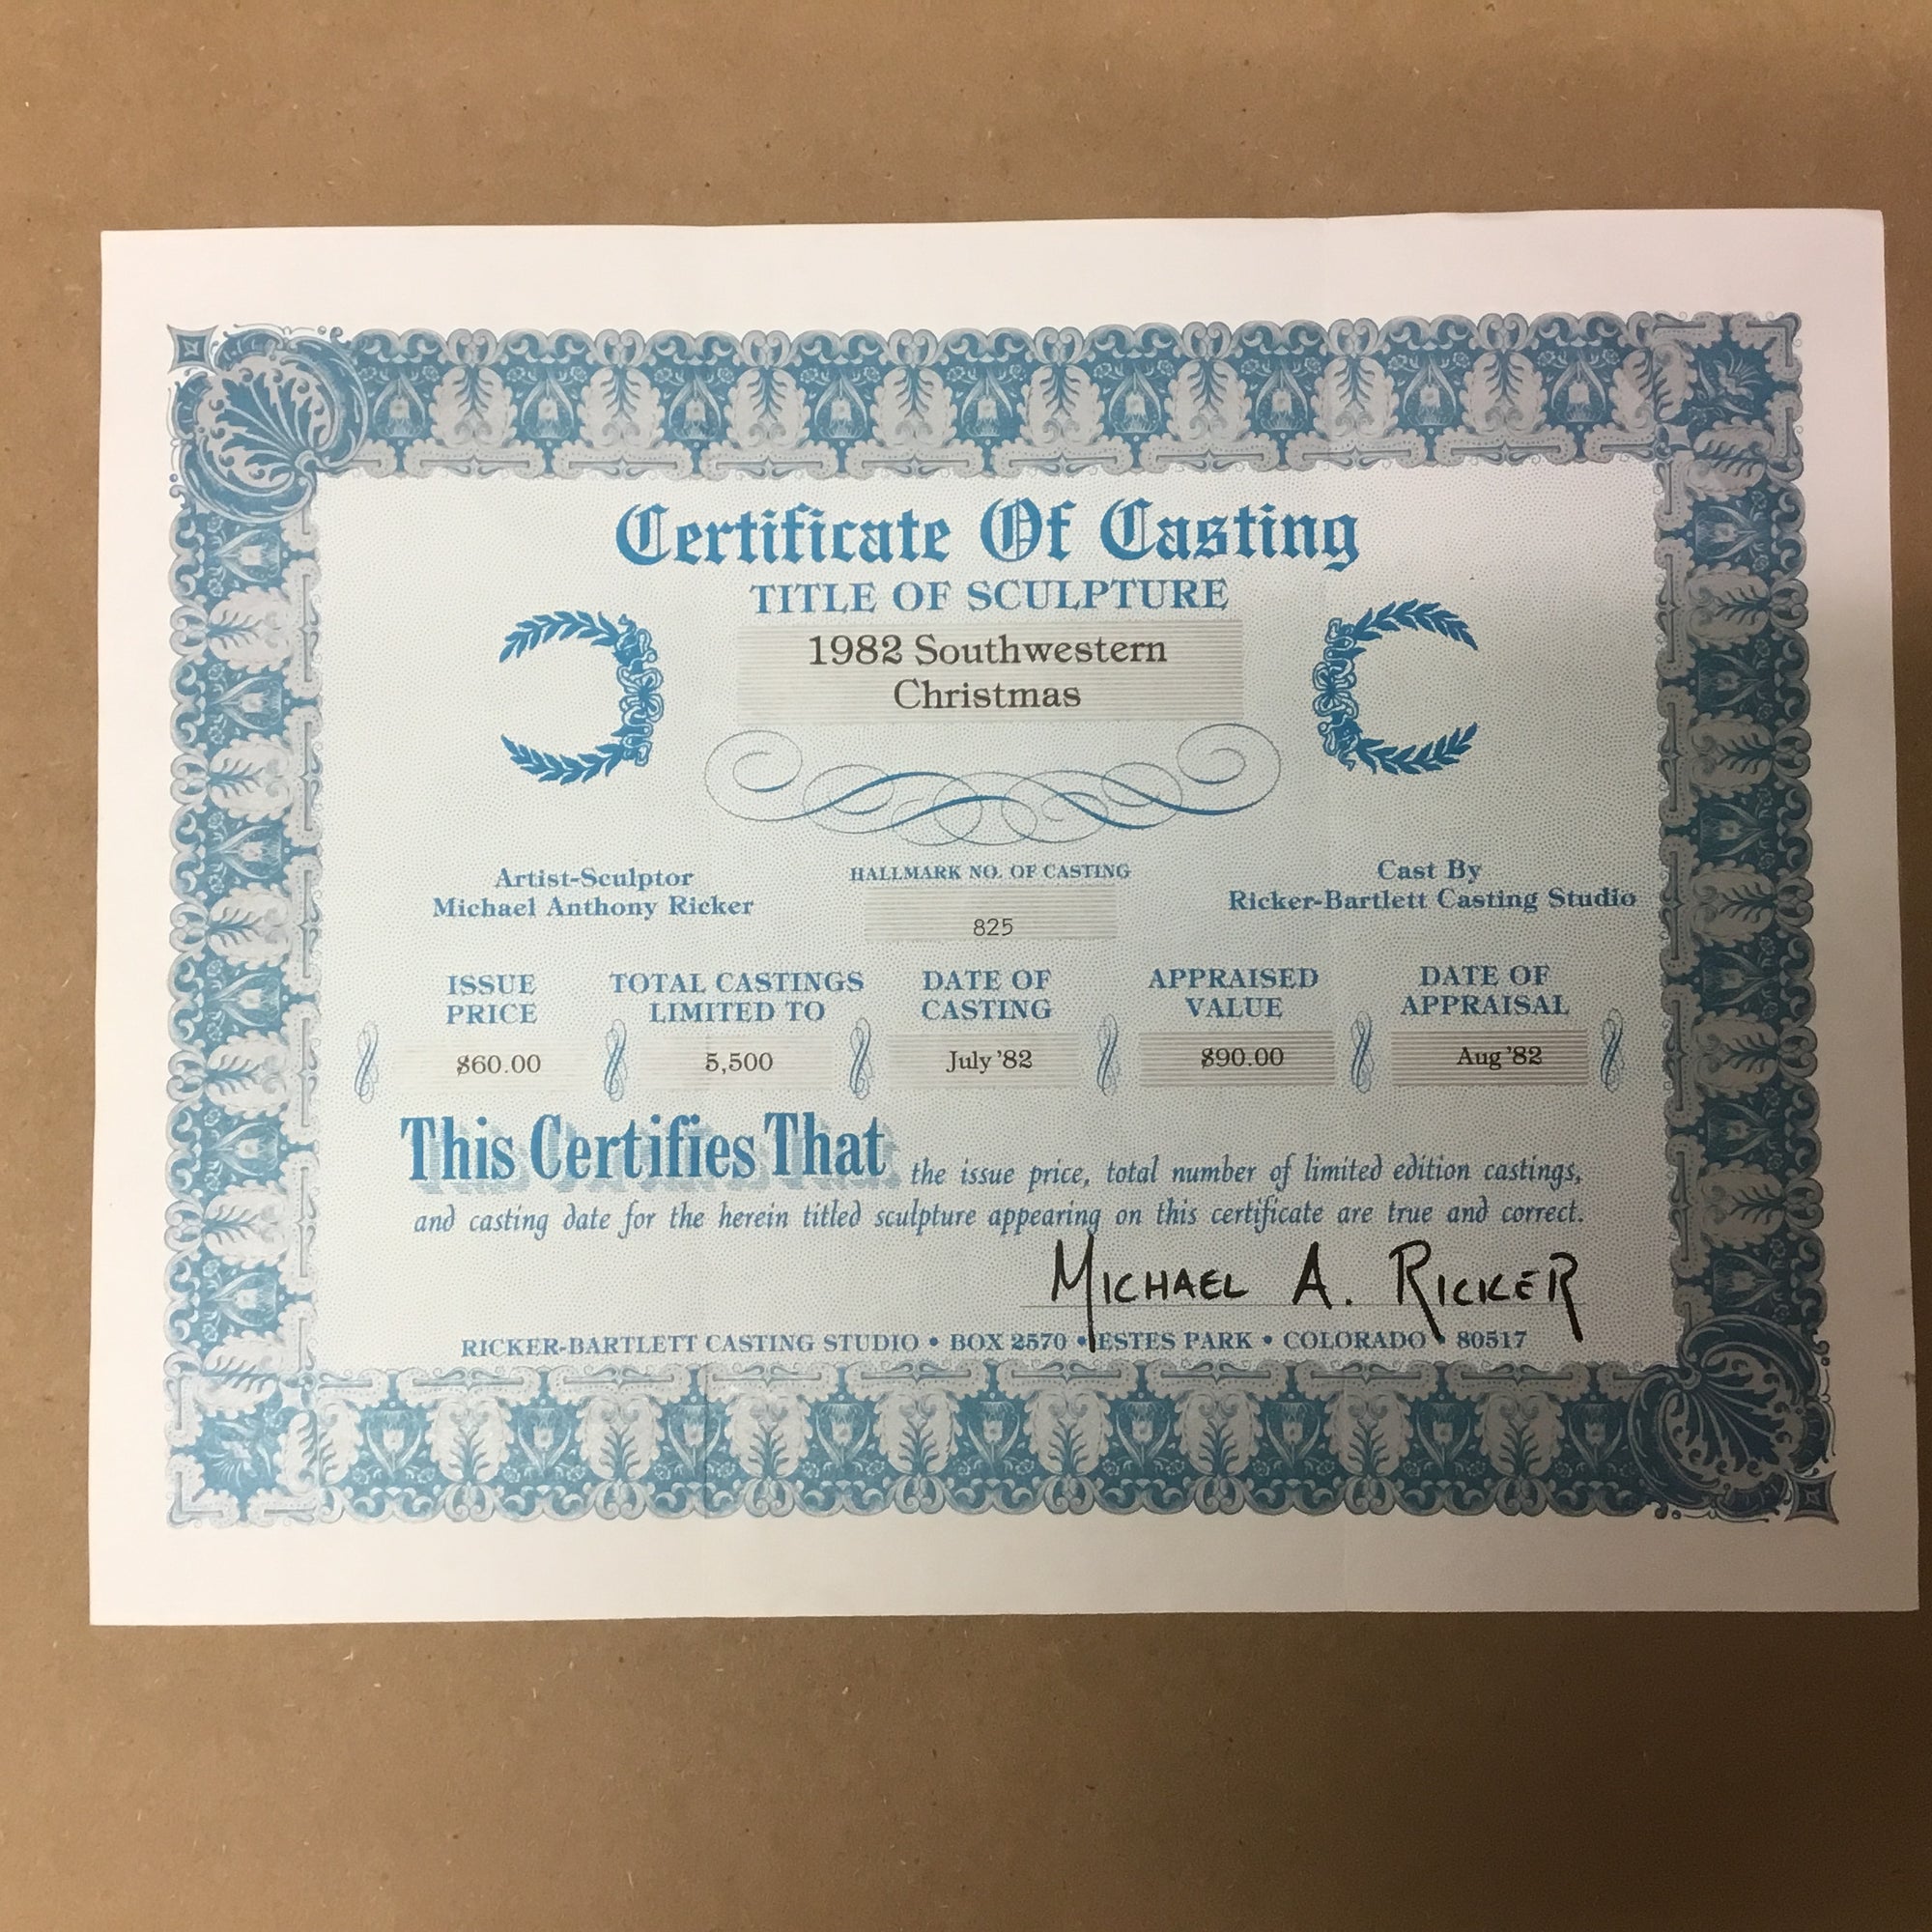 Certificate Of Casting
TITLE OF SCULPTURE
1982 Southwestern
Christmas
Artist-Sculptor
Michael Anthony Ricker
HALLMARK NO. OF CASTING
825
Cast By
Ricker-Bartlett Casting Studio
ISSUE
PRICE
$60.00
TOTAL CASTINGS
LIMITED TO
5,500
DATE OF
CASTING
July '82
APPRAISED
VALUE
$90.00
DATE OF
APPRAISAL
Aug '82
This Certifies That the issue price, total number of limited edition castings,
and casting date for the herein titled sculpture appearing on this certificate are true and correct.
MICHAEL A. RICKER
RICKER-BARTLETT CASTING STUDIO • BOX 2570 • ESTES PARK • COLORADO • 80517